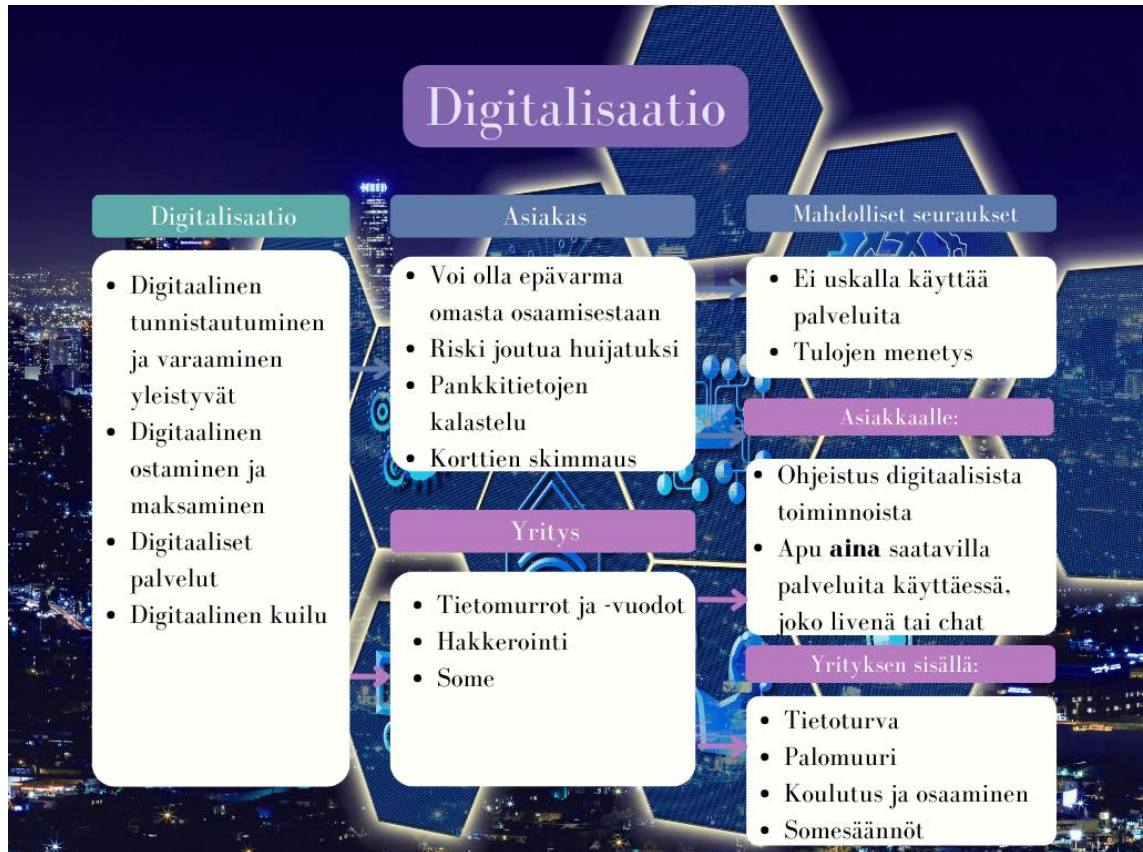 Digitalisaatio
Digitalisaatio
• Digitaalinen
tunnistautuminen
ja varaaminen
yleistyvät
• Digitaalinen
ostaminen ja
maksaminen
• Digitaaliset
palvelut
• Digitaalinen kuilu
Asiakas
• Voi olla epävarma
omasta osaamisestaan
• Riski joutua huijatuksi
• Pankkitietojen
kalastelu
• Korttien skimmaus
Yritys
• Tietomurrot ja -vuodot
• Hakkerointi
• Some
Mahdolliset seuraukset
• Ei uskalla käyttää
palveluita
• Tulojen menetys
Asiakkaalle:
• Ohjeistus digitaalisista
toiminnoista
• Apu aina saatavilla
palveluita käyttäessä,
joko livenä tai chat
Yrityksen sisällä:
• Tietoturva
• Palomuuri
• Koulutus ja osaaminen
• Somesäännöt